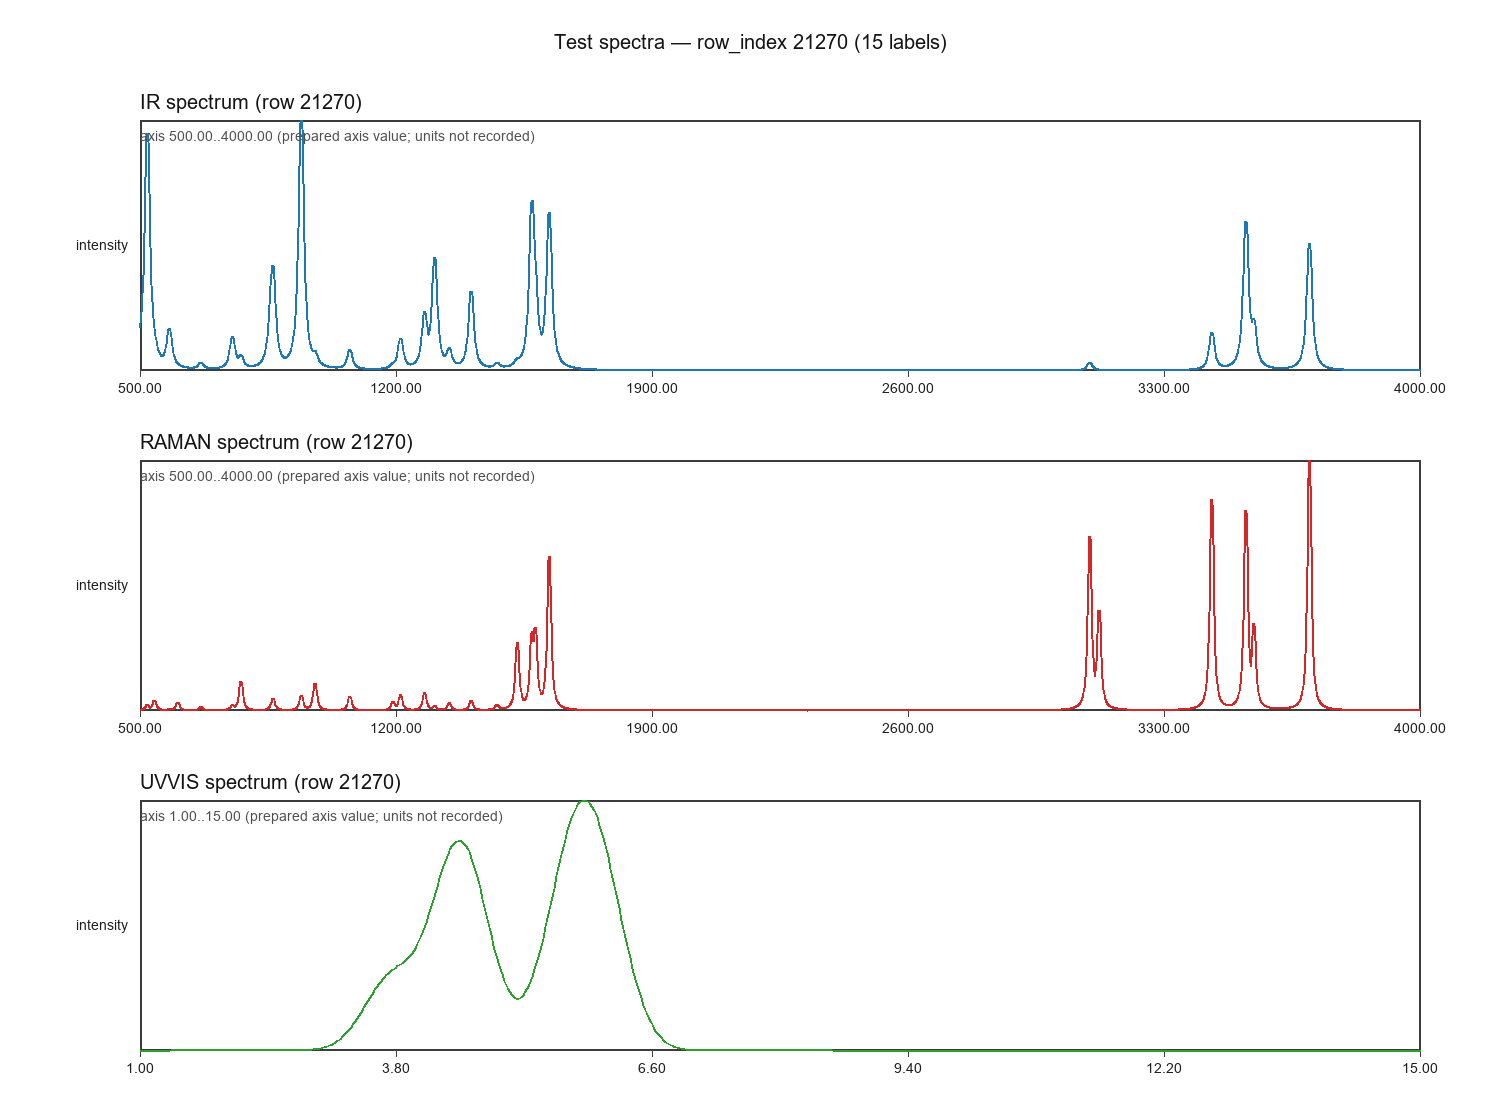 Test spectra — row_index 21270 (15 labels)
IR spectrum (row 21270)
axis 500.00..4000.00 (prepared axis value; units not recorded)
intensity
500.00 1200.00 1900.00 2600.00 3300.00 4000.00
RAMAN spectrum (row 21270)
axis 500.00..4000.00 (prepared axis value; units not recorded)
intensity
500.00 1200.00 1900.00 2600.00 3300.00 4000.00
UVVIS spectrum (row 21270)
axis 1.00..15.00 (prepared axis value; units not recorded)
intensity
1.00 3.80 6.60 9.40 12.20 15.00